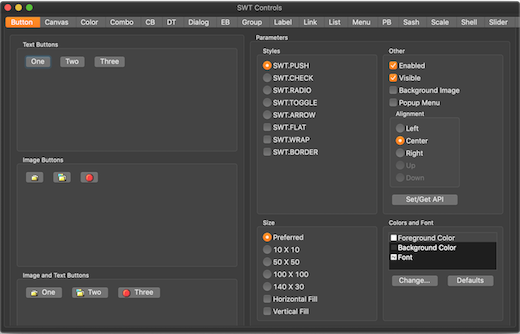 SWT Controls
Button Canvas Color Combo CB DT Dialog EB Group Label Link List Menu PB Sash Scale Shell Slider
Text Buttons
One Two Three
Image Buttons
Image and Text Buttons
One Two Three
Parameters
Styles
SWT.PUSH
SWT.CHECK
SWT.RADIO
SWT.TOGGLE
SWT.ARROW
SWT.FLAT
SWT.WRAP
SWT.BORDER
Other
Enabled
Visible
Background Image
Popup Menu
Alignment
Left
Center
Right
Up
Down
Set/Get API
Size
Preferred
10 X 10
50 X 50
100 X 100
140 X 30
Horizontal Fill
Vertical Fill
Colors and Font
Foreground Color
Background Color
Font
Change... Defaults